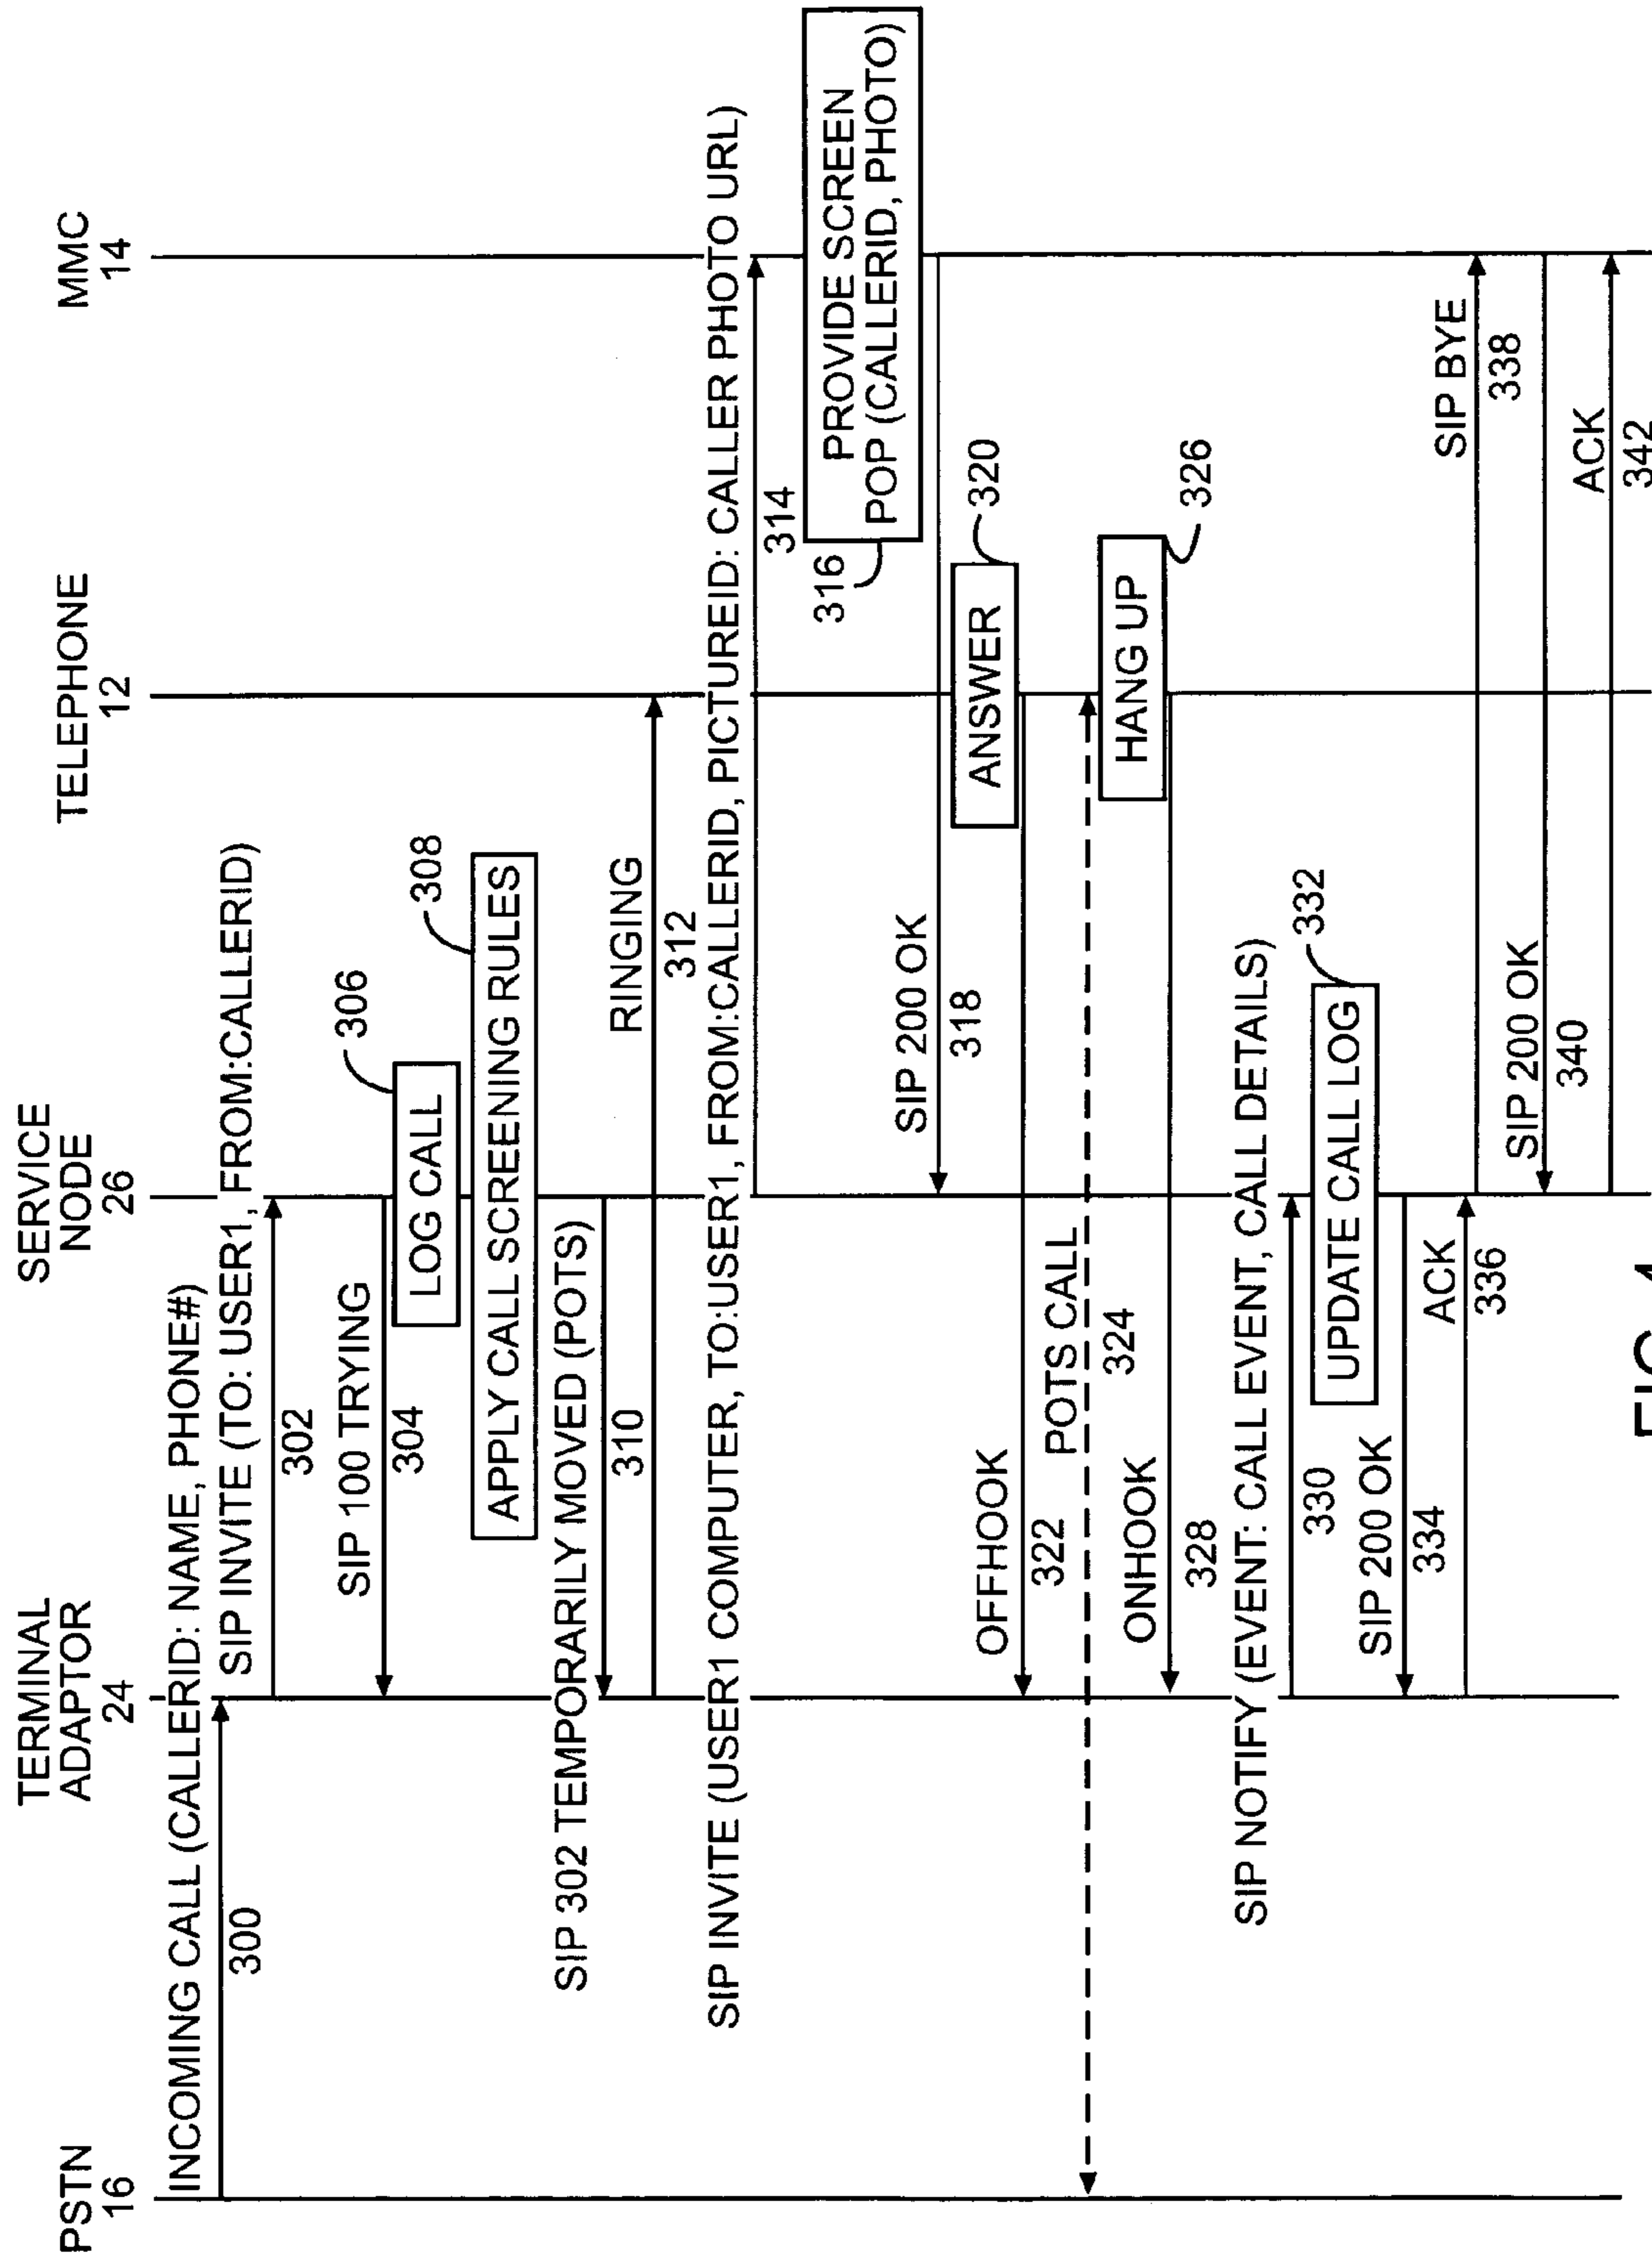 PSTN
16
TERMINAL
ADAPTOR
24
SERVICE
NODE
26
TELEPHONE
12
MMC
14
INCOMING CALL (CALLERID: NAME, PHONE#)
300
SIP INVITE (TO: USER1, FROM:CALLERID)
302
SIP 100 TRYING
304
LOG CALL
306
APPLY CALL SCREENING RULES
308
SIP 302 TEMPORARILY MOVED (POTS)
310
RINGING
312
SIP INVITE (USER1 COMPUTER, TO:USER1, FROM:CALLERID, PICTUREID: CALLER PHOTO URL)
314
PROVIDE SCREEN
POP (CALLERID, PHOTO)
316
SIP 200 OK
318
ANSWER
320
OFFHOOK
322
POTS CALL
324
HANG UP
326
ONHOOK
328
SIP NOTIFY (EVENT: CALL EVENT, CALL DETAILS)
330
UPDATE CALL LOG
332
SIP 200 OK
334
ACK
336
SIP BYE
338
SIP 200 OK
340
ACK
342